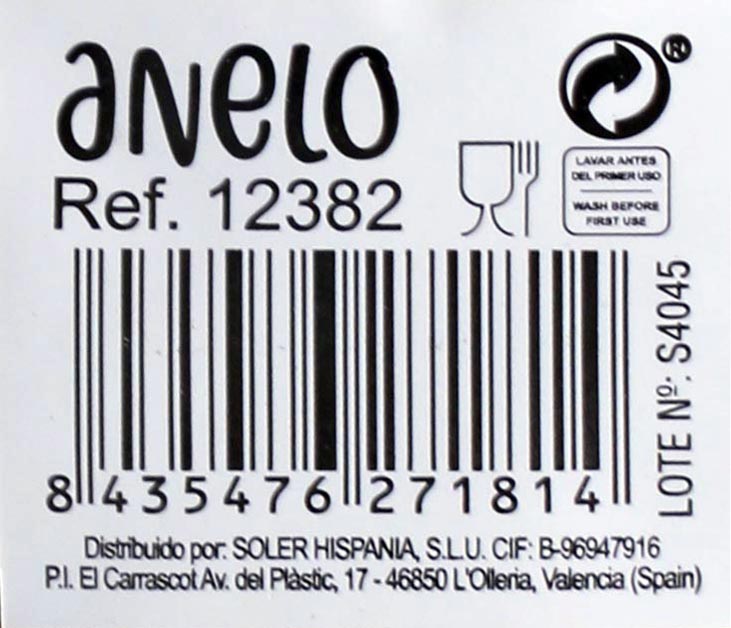 anelo
®
Ref. 12382
LAVAR ANTES
DEL PRIMER USO
WASH BEFORE
FIRST USE
LOTE Nº: S4045
8 435476 271814
Distribuido por: SOLER HISPANIA, S.L.U. CIF: B-96947916
P.I. El Carrascot Av. del Plàstic, 17 - 46850 L'Olleria, Valencia (Spain)